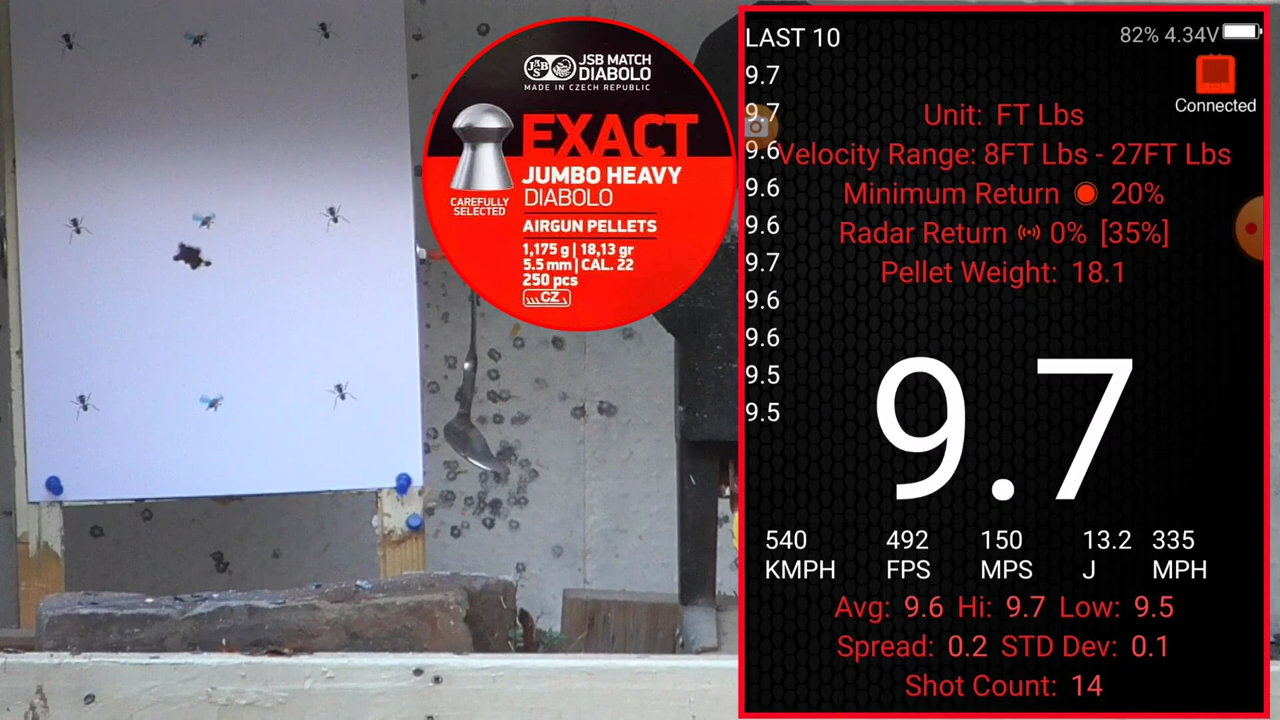 JSB MATCH
DIABOLO
MADE IN CZECH REPUBLIC
EXACT
JUMBO HEAVY
DIABOLO
CAREFULLY
SELECTED
AIRGUN PELLETS
1,175 g | 18,13 gr
5.5 mm | CAL. 22
250 pcs
CZ
LAST 10
82% 4.34V
9.7
9.7
9.6
9.6
9.6
9.7
9.6
9.6
9.5
9.5
Connected
Unit: FT Lbs
Velocity Range: 8FT Lbs - 27FT Lbs
Minimum Return 20%
Radar Return 0% [35%]
Pellet Weight: 18.1
9.7
540 492 150 13.2 335
KMPH FPS MPS J MPH
Avg: 9.6 Hi: 9.7 Low: 9.5
Spread: 0.2 STD Dev: 0.1
Shot Count: 14